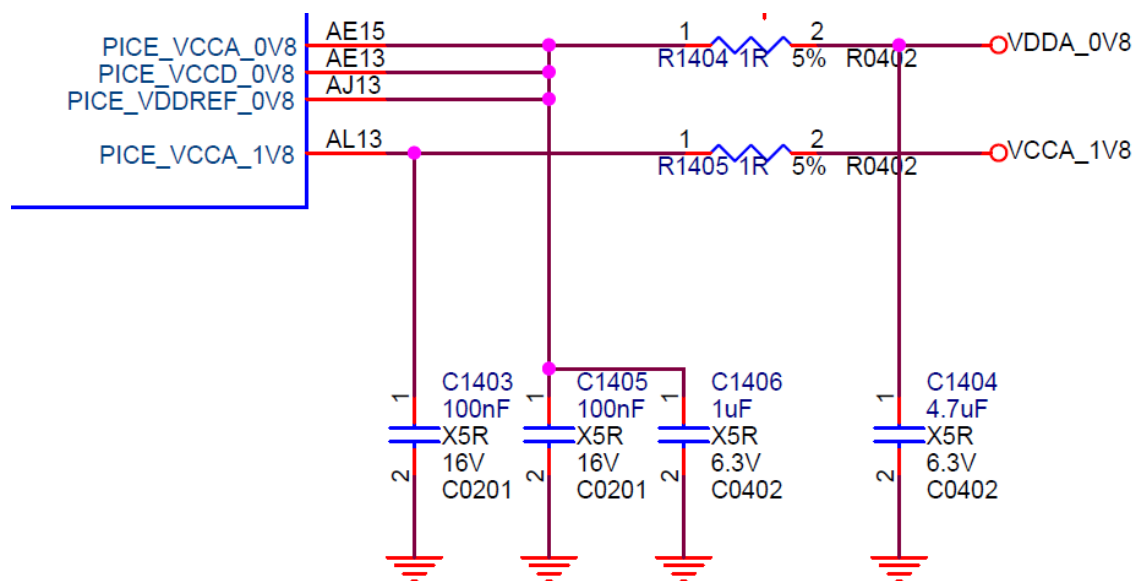 PICE_VCCA_0V8 AE15 1 2 VDDA_0V8
R1404 1R 5% R0402
PICE_VCCD_0V8 AE13
PICE_VDDREF_0V8 AJ13
PICE_VCCA_1V8 AL13 1 2 VCCA_1V8
R1405 1R 5% R0402
1 C1403
100nF
X5R
2 16V
C0201
1 C1405
100nF
X5R
2 16V
C0201
1 C1406
1uF
X5R
2 6.3V
C0402
1 C1404
4.7uF
X5R
2 6.3V
C0402